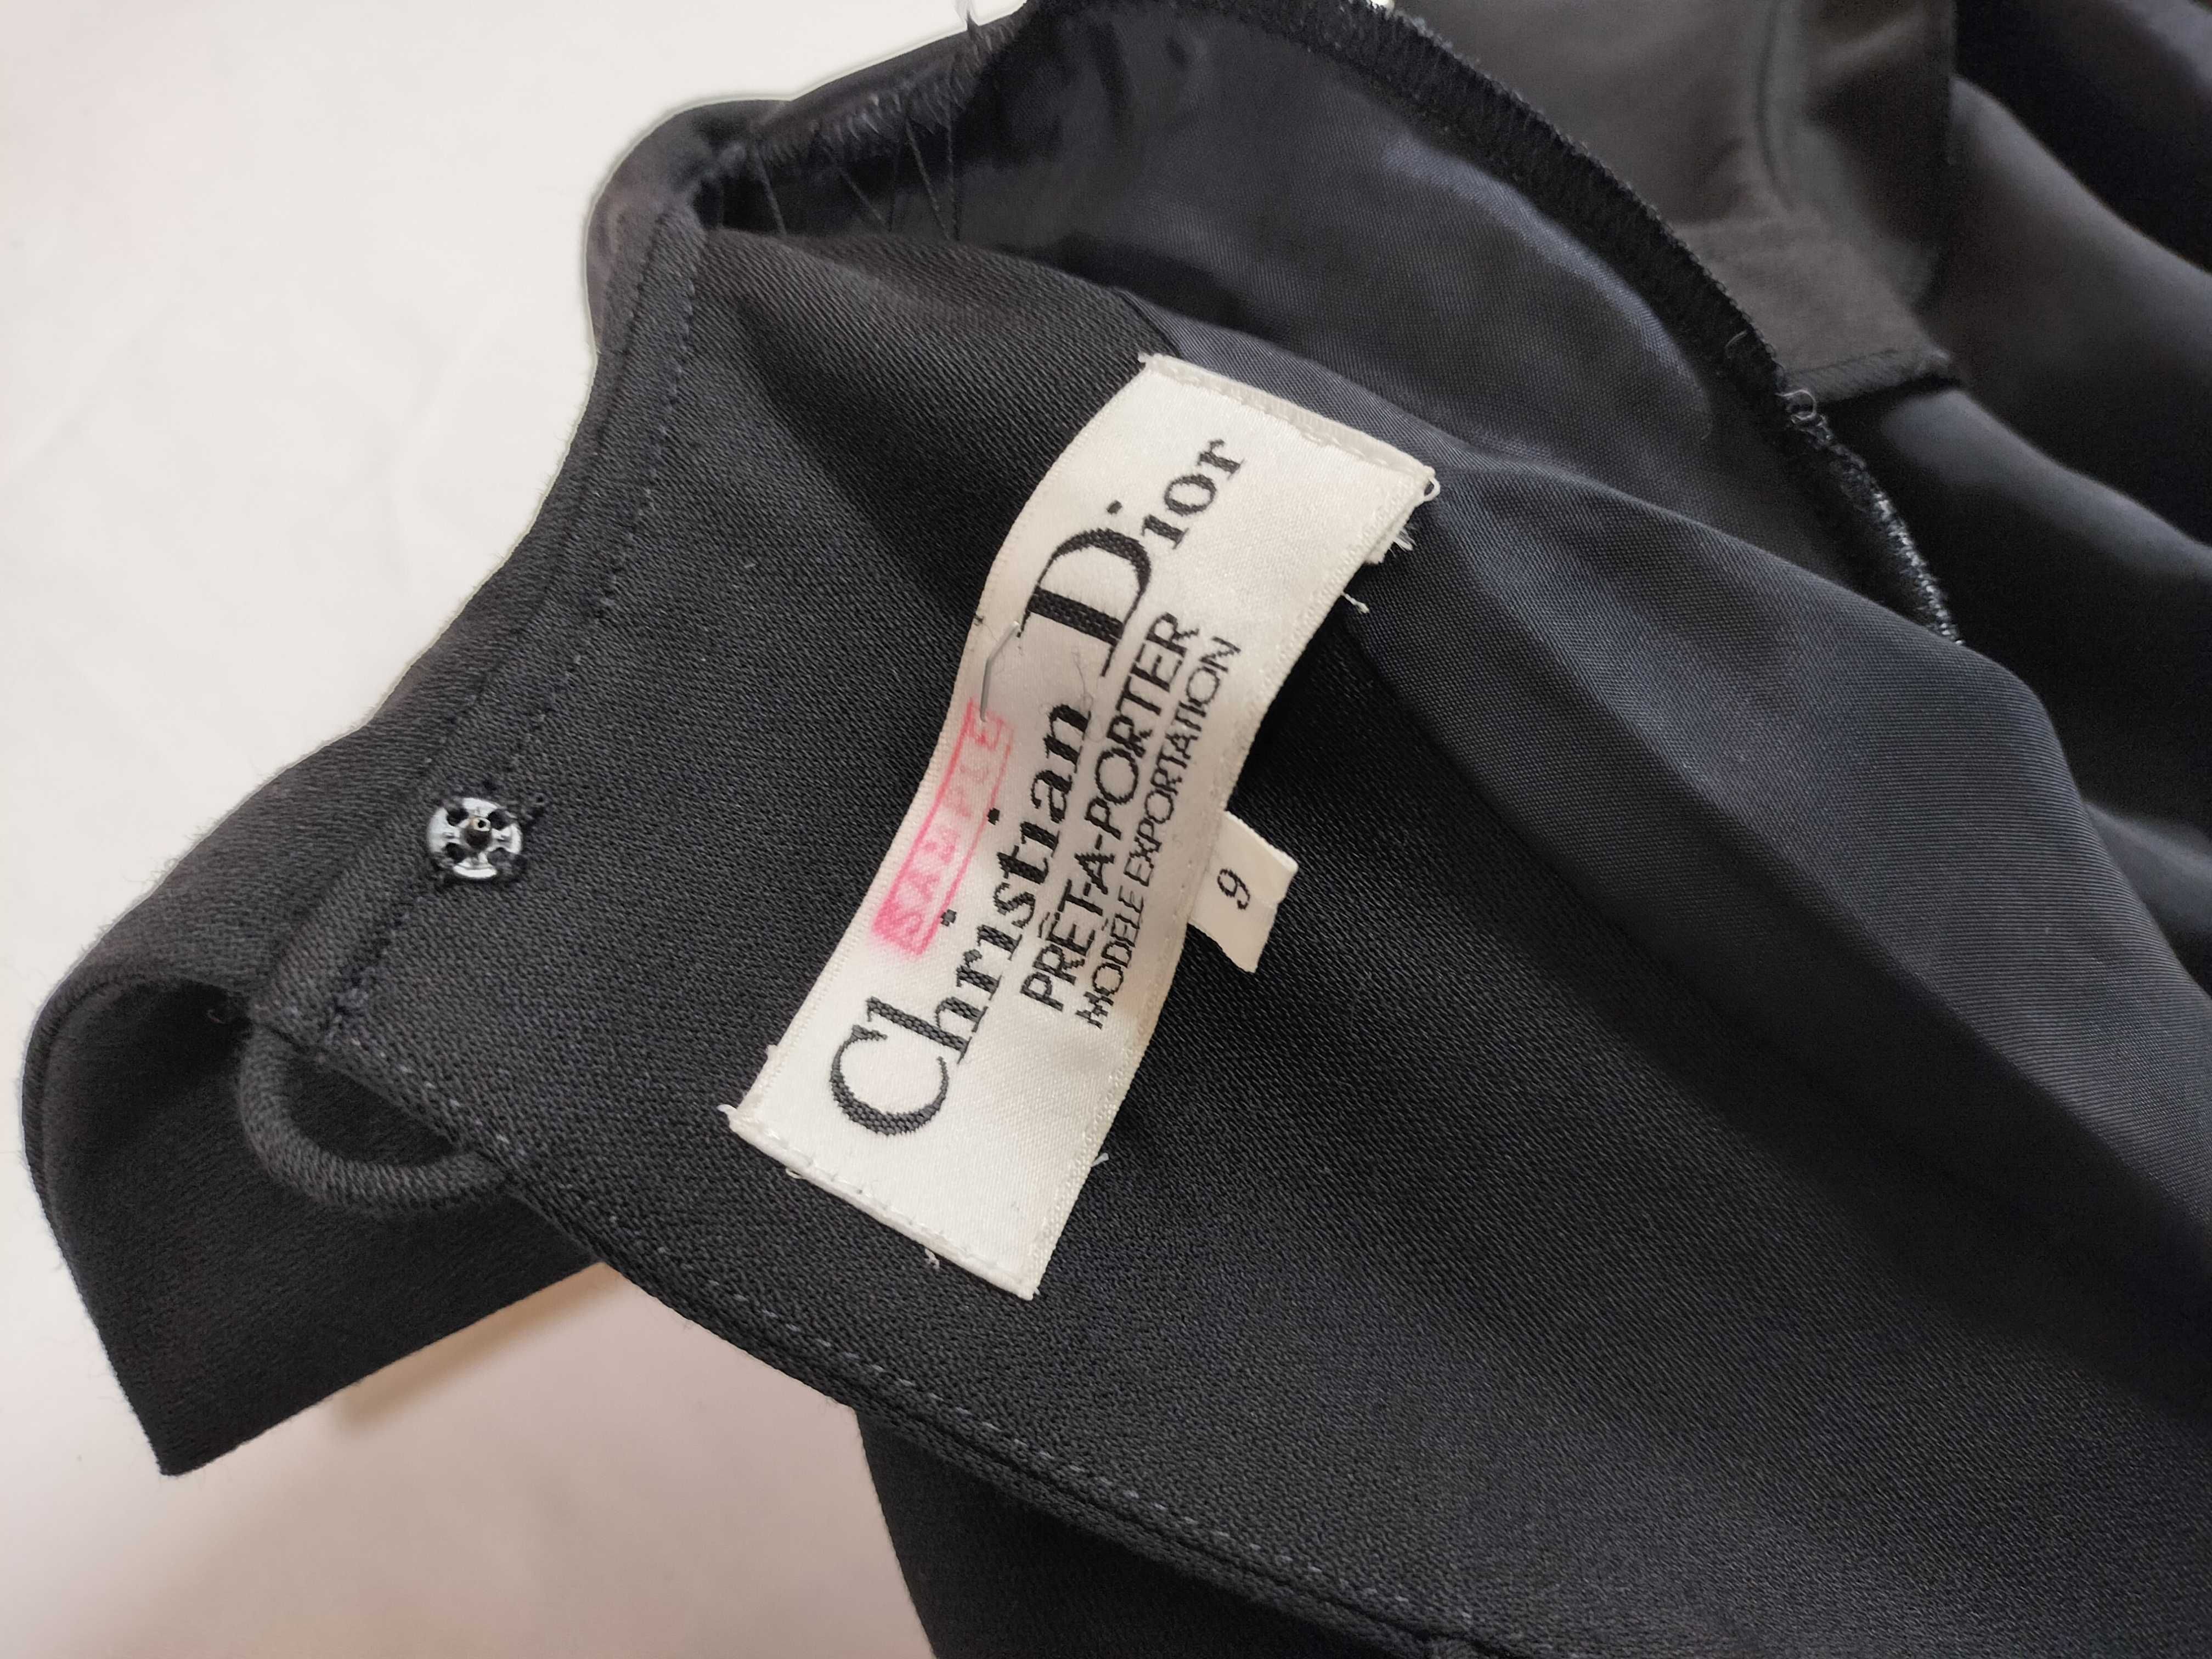 SAMPLE
Christian Dior
PRÊT-A-PORTER
MODÈLE EXPORTATION
9